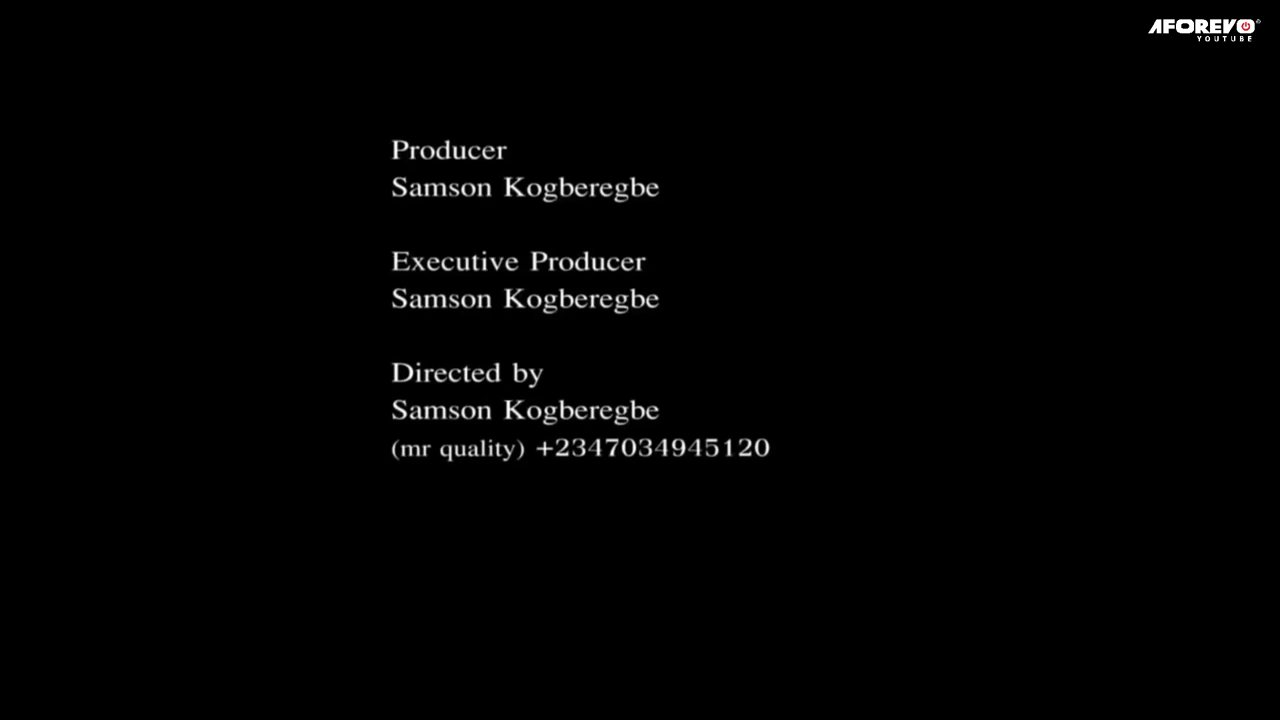 AFOREVO
YOUTUBE
Producer
Samson Kogberegbe
Executive Producer
Samson Kogberegbe
Directed by
Samson Kogberegbe
(mr quality) +2347034945120